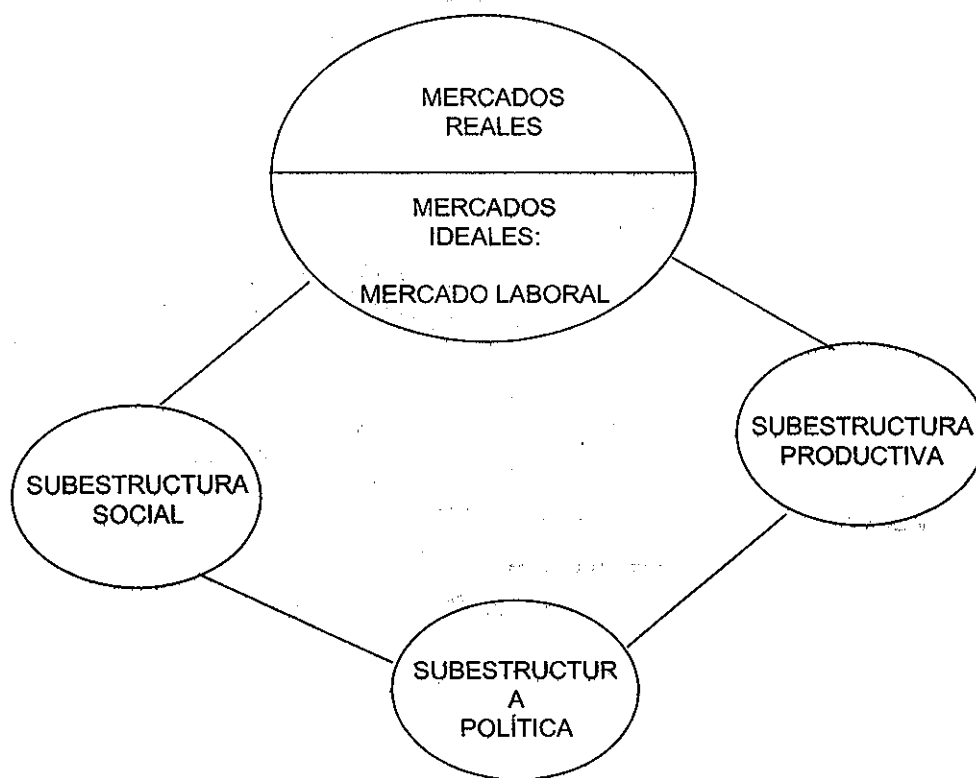 MERCADOS
REALES
MERCADOS
IDEALES:
MERCADO LABORAL
SUBESTRUCTURA
PRODUCTIVA
SUBESTRUCTURA
SOCIAL
SUBESTRUCTUR
A
POLÍTICA